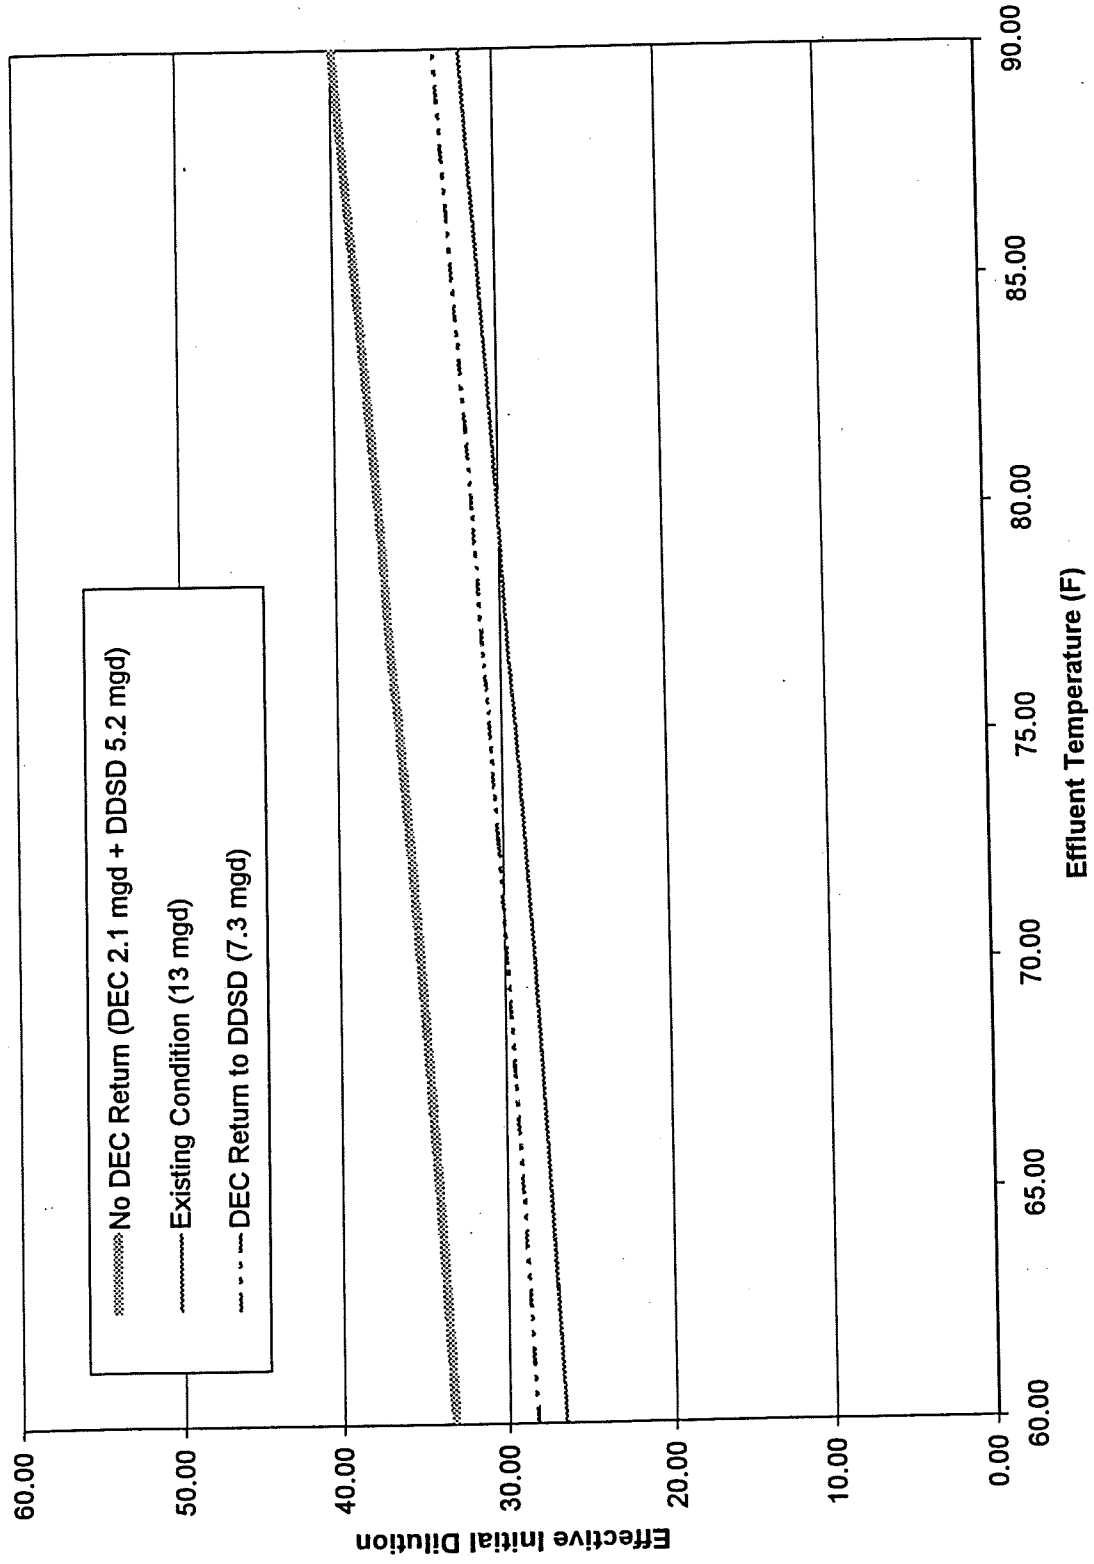 No DEC Return (DEC 2.1 mgd + DDSD 5.2 mgd)
Existing Condition (13 mgd)
DEC Return to DDSD (7.3 mgd)
Effective Initial Dilution
60.00
50.00
40.00
30.00
20.00
10.00
0.00
60.00
65.00
70.00
75.00
80.00
85.00
90.00
Effluent Temperature (F)